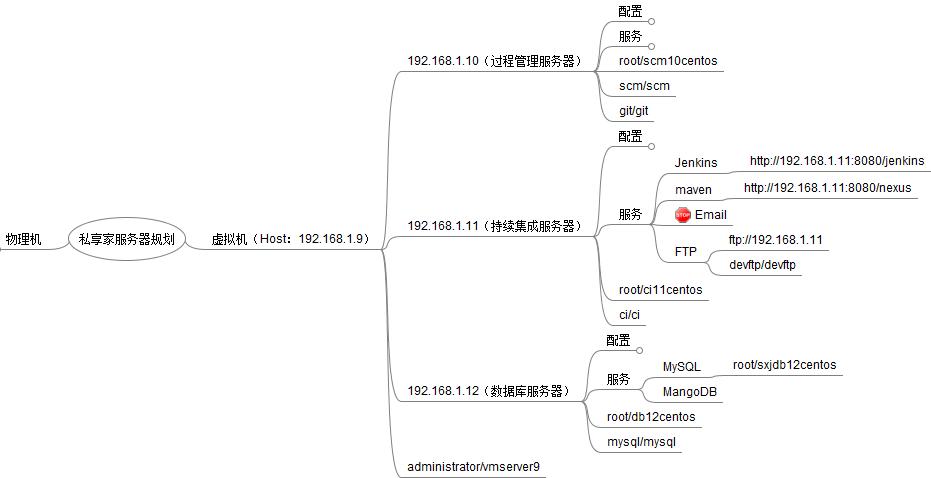 物理机
私享家服务器规划
虚拟机（Host：192.168.1.9）
192.168.1.10（过程管理服务器）
配置
服务
root/scm10centos
scm/scm
git/git
192.168.1.11（持续集成服务器）
配置
服务
Jenkins
http://192.168.1.11:8080/jenkins
maven
http://192.168.1.11:8080/nexus
STOP Email
FTP
ftp://192.168.1.11
devftp/devftp
root/ci11centos
ci/ci
192.168.1.12（数据库服务器）
配置
服务
MySQL
root/sxjdb12centos
MangoDB
root/db12centos
mysql/mysql
administrator/vmserver9